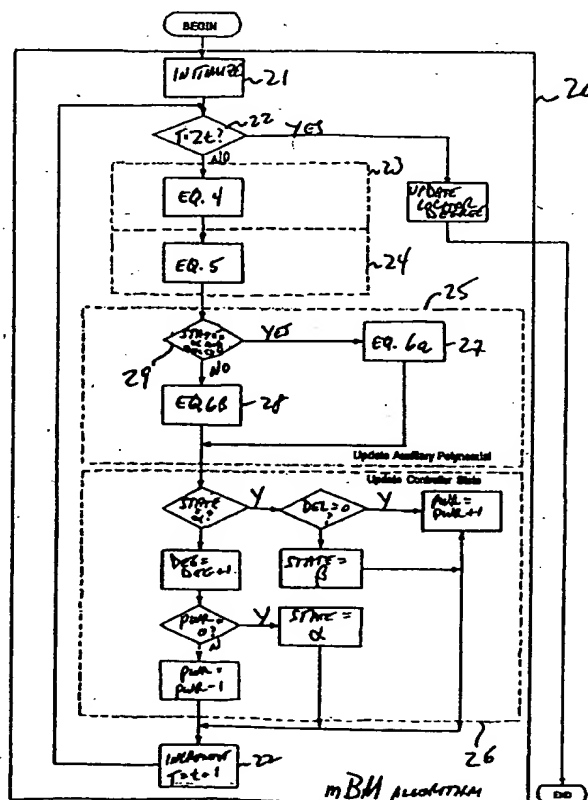 BEGIN
INITIALIZE
21
20
T=2t?
22
YES
NO
23
EQ. 4
UPDATE
LOCATOR
DEGREE
EQ. 5
24
25
STATE=
YES
EQ. 6a
27
29
NO
EQ 6B
28
Update Auxiliary Polynomial
Update Controller State
STATE
α?
Y
DEL=0
?
Y
PWR=
PWR+1
DEG=
DEG+1
STATE=
β
PWR=
0?
Y
STATE=
α
N
PWR=
PWR-1
26
INCREMENT
22
mBM ALGORITHM
END